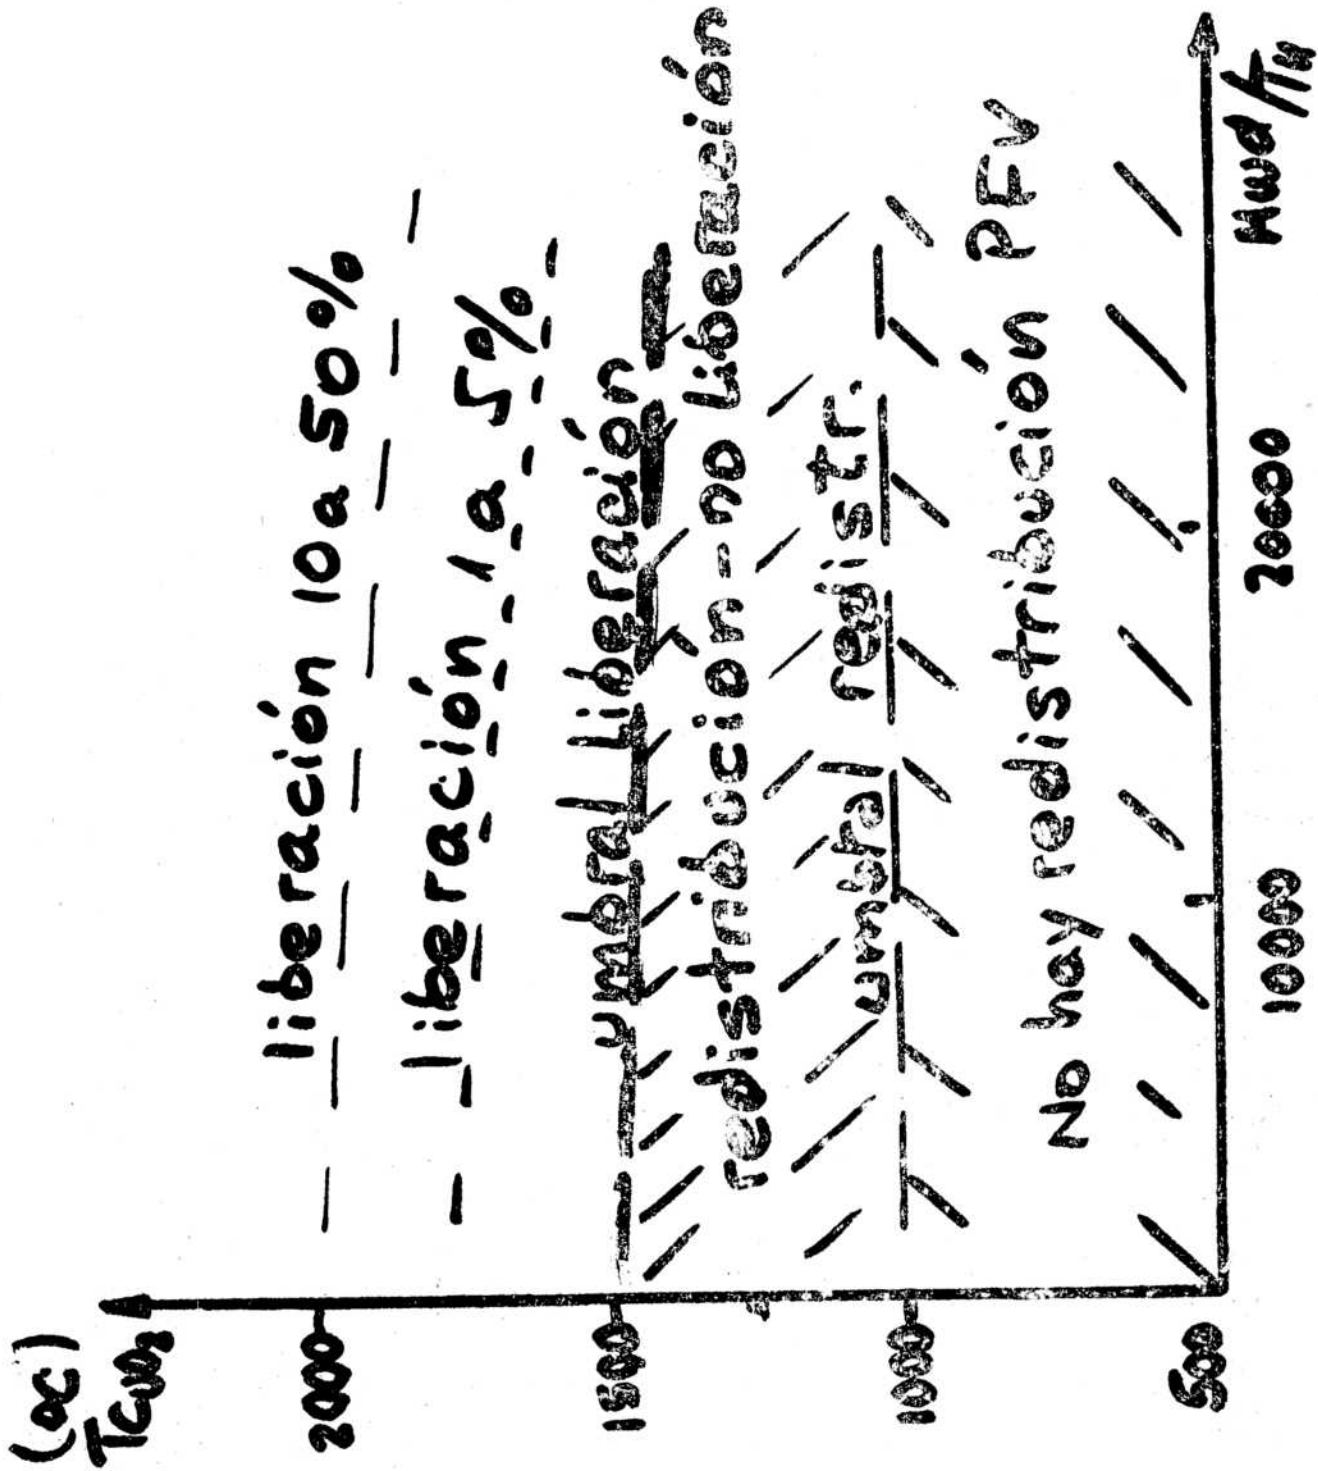 (ºC)
TcUO₂
2000
1500
1000
500
liberación 10 a 50%
liberación 1 a 5%
umbral liberación
redistribución - no liberación
umbral redistr.
No hay redistribución PFV
10000
20000
Mwd/TU